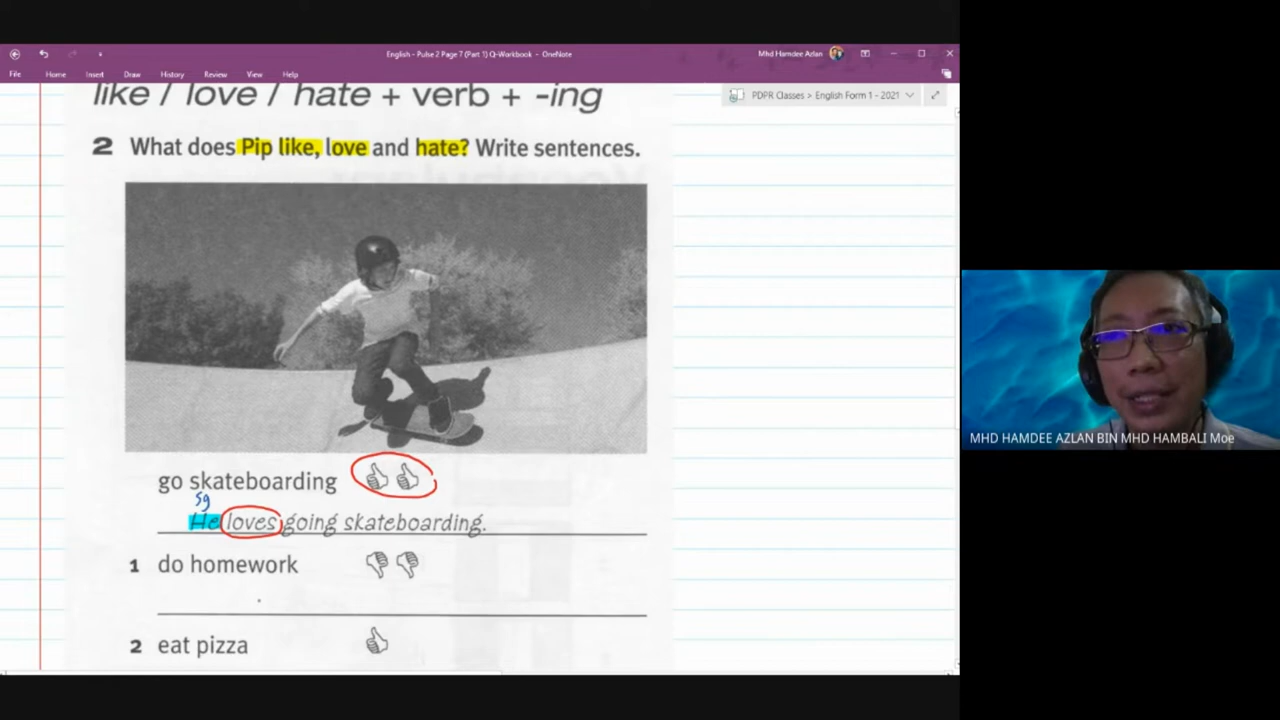 English - Pulse 2 Page 7 (Part 1) Q-Workbook - OneNote
Mhd Hamdee Azlan
File Home Insert Draw History Review View Help
like / love / hate + verb + -ing
PDPR Classes > English Form 1 - 2021
2 What does Pip like, love and hate? Write sentences.
go skateboarding
sg
He loves going skateboarding.
1 do homework
2 eat pizza
MHD HAMDEE AZLAN BIN MHD HAMBALI Moe